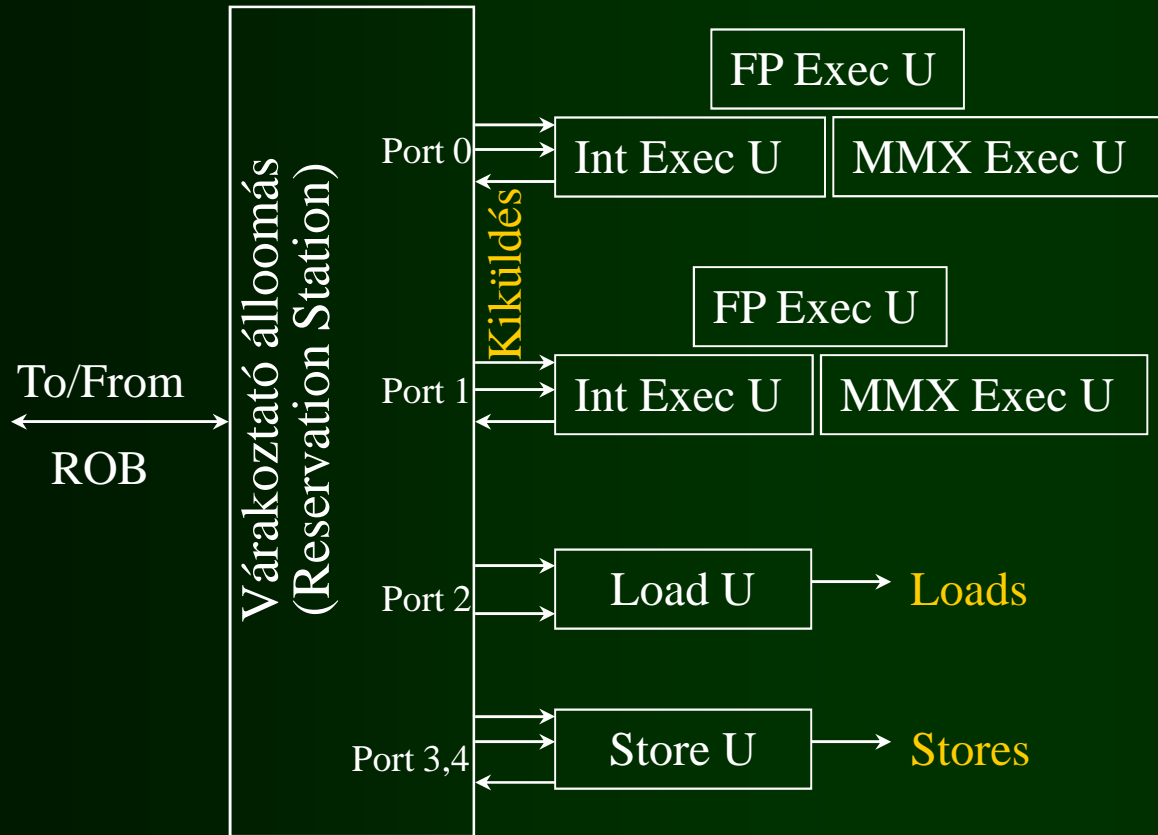 To/From
ROB
Várakoztató álloomás
(Reservation Station)
Port 0
Kiküldés
FP Exec U
Int Exec U
MMX Exec U
Port 1
FP Exec U
Int Exec U
MMX Exec U
Port 2
Load U
Loads
Port 3,4
Store U
Stores